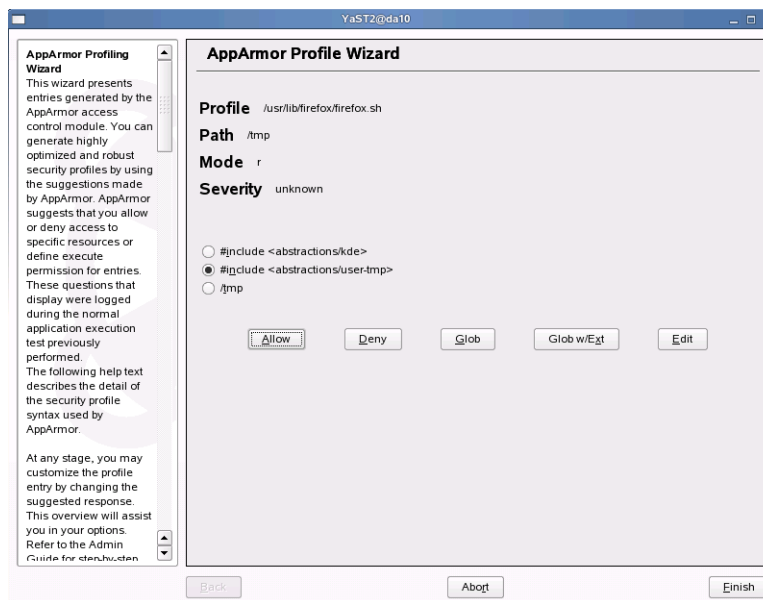 YaST2@da10
AppArmor Profiling
Wizard
This wizard presents
entries generated by the
AppArmor access
control module. You can
generate highly
optimized and robust
security profiles by using
the suggestions made
by AppArmor. AppArmor
suggests that you allow
or deny access to
specific resources or
define execute
permission for entries.
These questions that
display were logged
during the normal
application execution
test previously
performed.
The following help text
describes the detail of
the security profile
syntax used by
AppArmor.
At any stage, you may
customize the profile
entry by changing the
suggested response.
This overview will assist
you in your options.
Refer to the Admin
Guide for step-by-step
AppArmor Profile Wizard
Profile /usr/lib/firefox/firefox.sh
Path /tmp
Mode r
Severity unknown
#include <abstractions/kde>
#include <abstractions/user-tmp>
/tmp
Allow Deny Glob Glob w/Ext Edit
Back Abort Finish